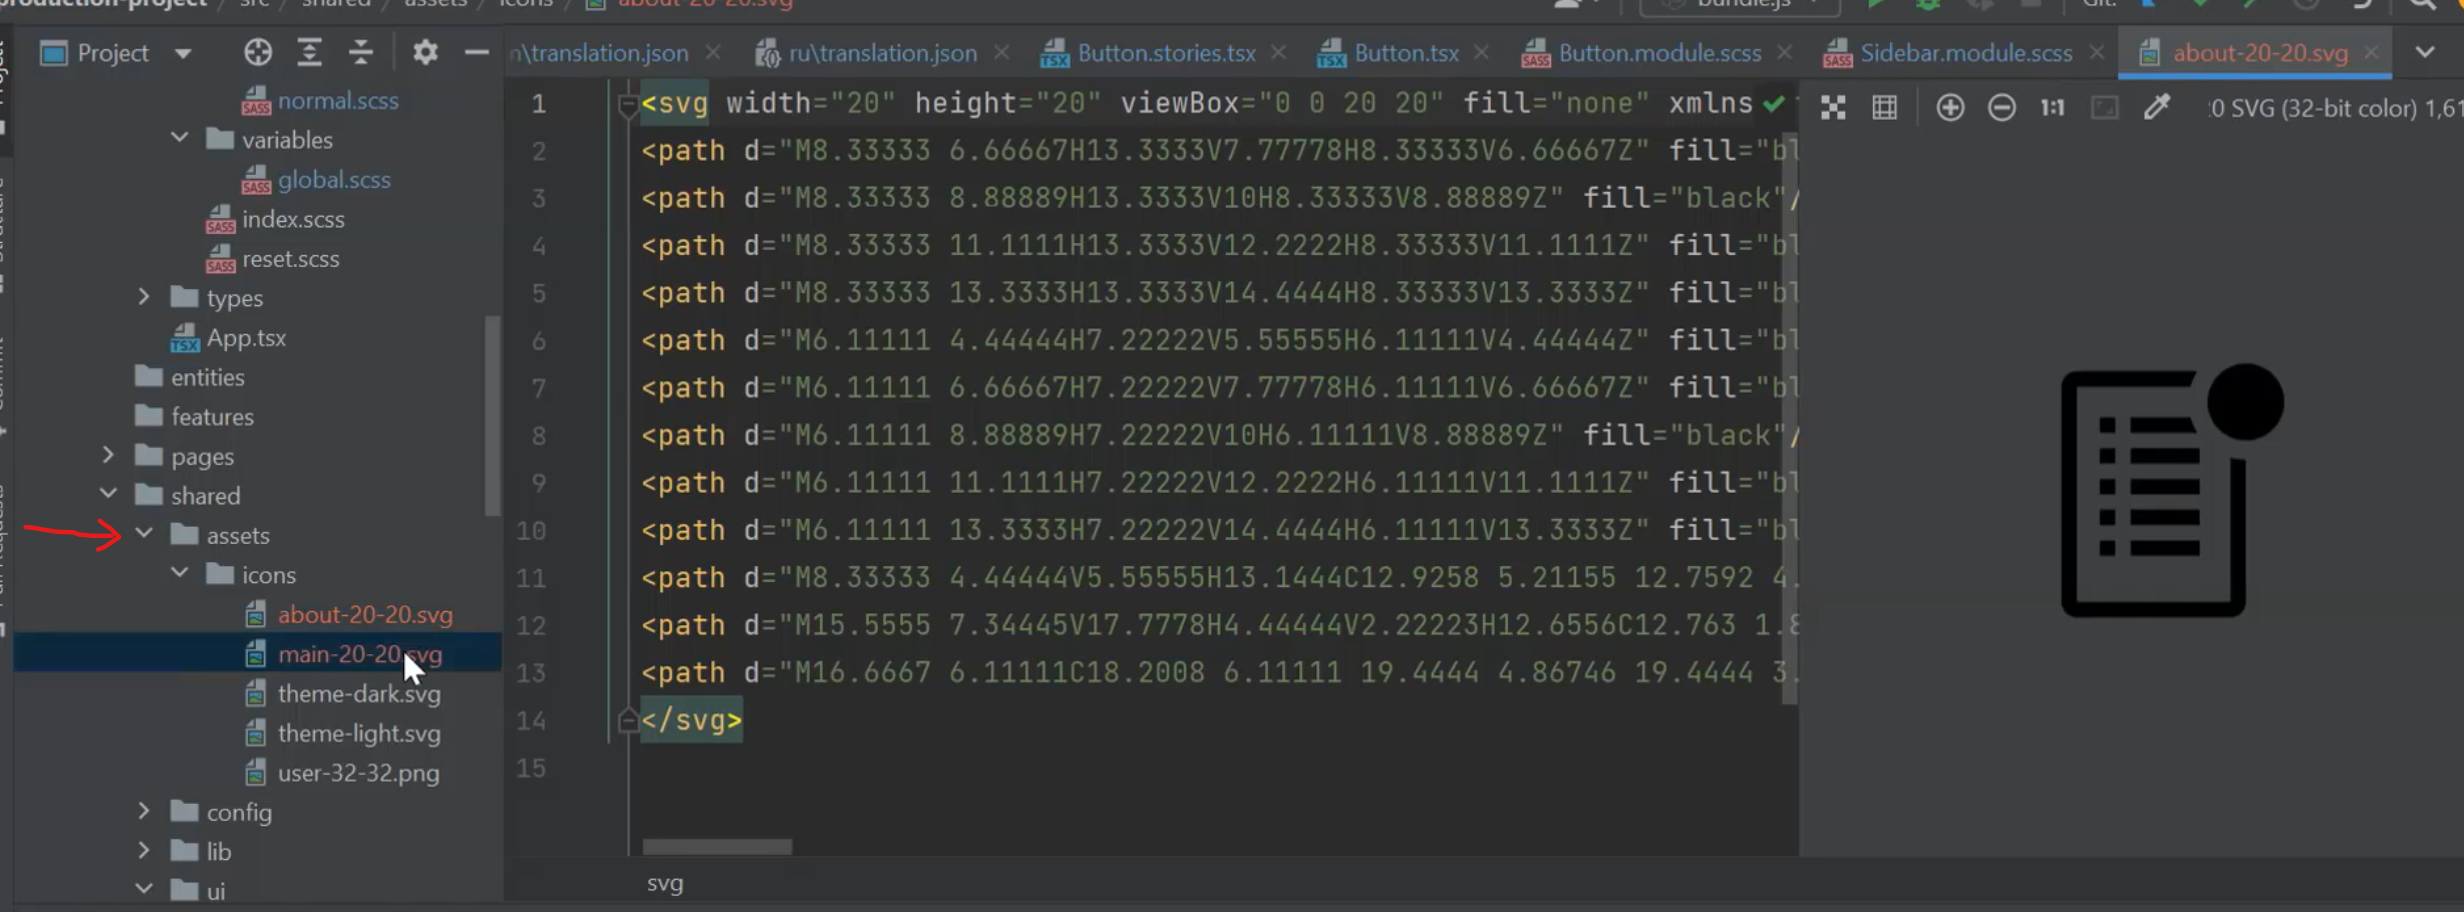 production-project / src / shared / assets / icons / about-20-20.svg
bundle.js
Git:
Project
n\translation.json
ru\translation.json
Button.stories.tsx
Button.tsx
Button.module.scss
Sidebar.module.scss
about-20-20.svg
normal.scss
variables
global.scss
index.scss
reset.scss
types
App.tsx
entities
features
pages
shared
assets
icons
about-20-20.svg
main-20-20.svg
theme-dark.svg
theme-light.svg
user-32-32.png
config
lib
ui
1 <svg width="20" height="20" viewBox="0 0 20 20" fill="none" xmlns
2 <path d="M8.33333 6.66667H13.3333V7.77778H8.33333V6.66667Z" fill="bl
3 <path d="M8.33333 8.88889H13.3333V10H8.33333V8.88889Z" fill="black"/
4 <path d="M8.33333 11.1111H13.3333V12.2222H8.33333V11.1111Z" fill="bl
5 <path d="M8.33333 13.3333H13.3333V14.4444H8.33333V13.3333Z" fill="bl
6 <path d="M6.11111 4.44444H7.22222V5.55555H6.11111V4.44444Z" fill="bl
7 <path d="M6.11111 6.66667H7.22222V7.77778H6.11111V6.66667Z" fill="bl
8 <path d="M6.11111 8.88889H7.22222V10H6.11111V8.88889Z" fill="black"/
9 <path d="M6.11111 11.1111H7.22222V12.2222H6.11111V11.1111Z" fill="bl
10 <path d="M6.11111 13.3333H7.22222V14.4444H6.11111V13.3333Z" fill="bl
11 <path d="M8.33333 4.44444V5.55555H13.1444C12.9258 5.21155 12.7592 4.
12 <path d="M15.5555 7.34445V17.7778H4.44444V2.22223H12.6556C12.763 1.8
13 <path d="M16.6667 6.11111C18.2008 6.11111 19.4444 4.86746 19.4444 3.
14 </svg>
15
svg
1:1
:0 SVG (32-bit color) 1,61